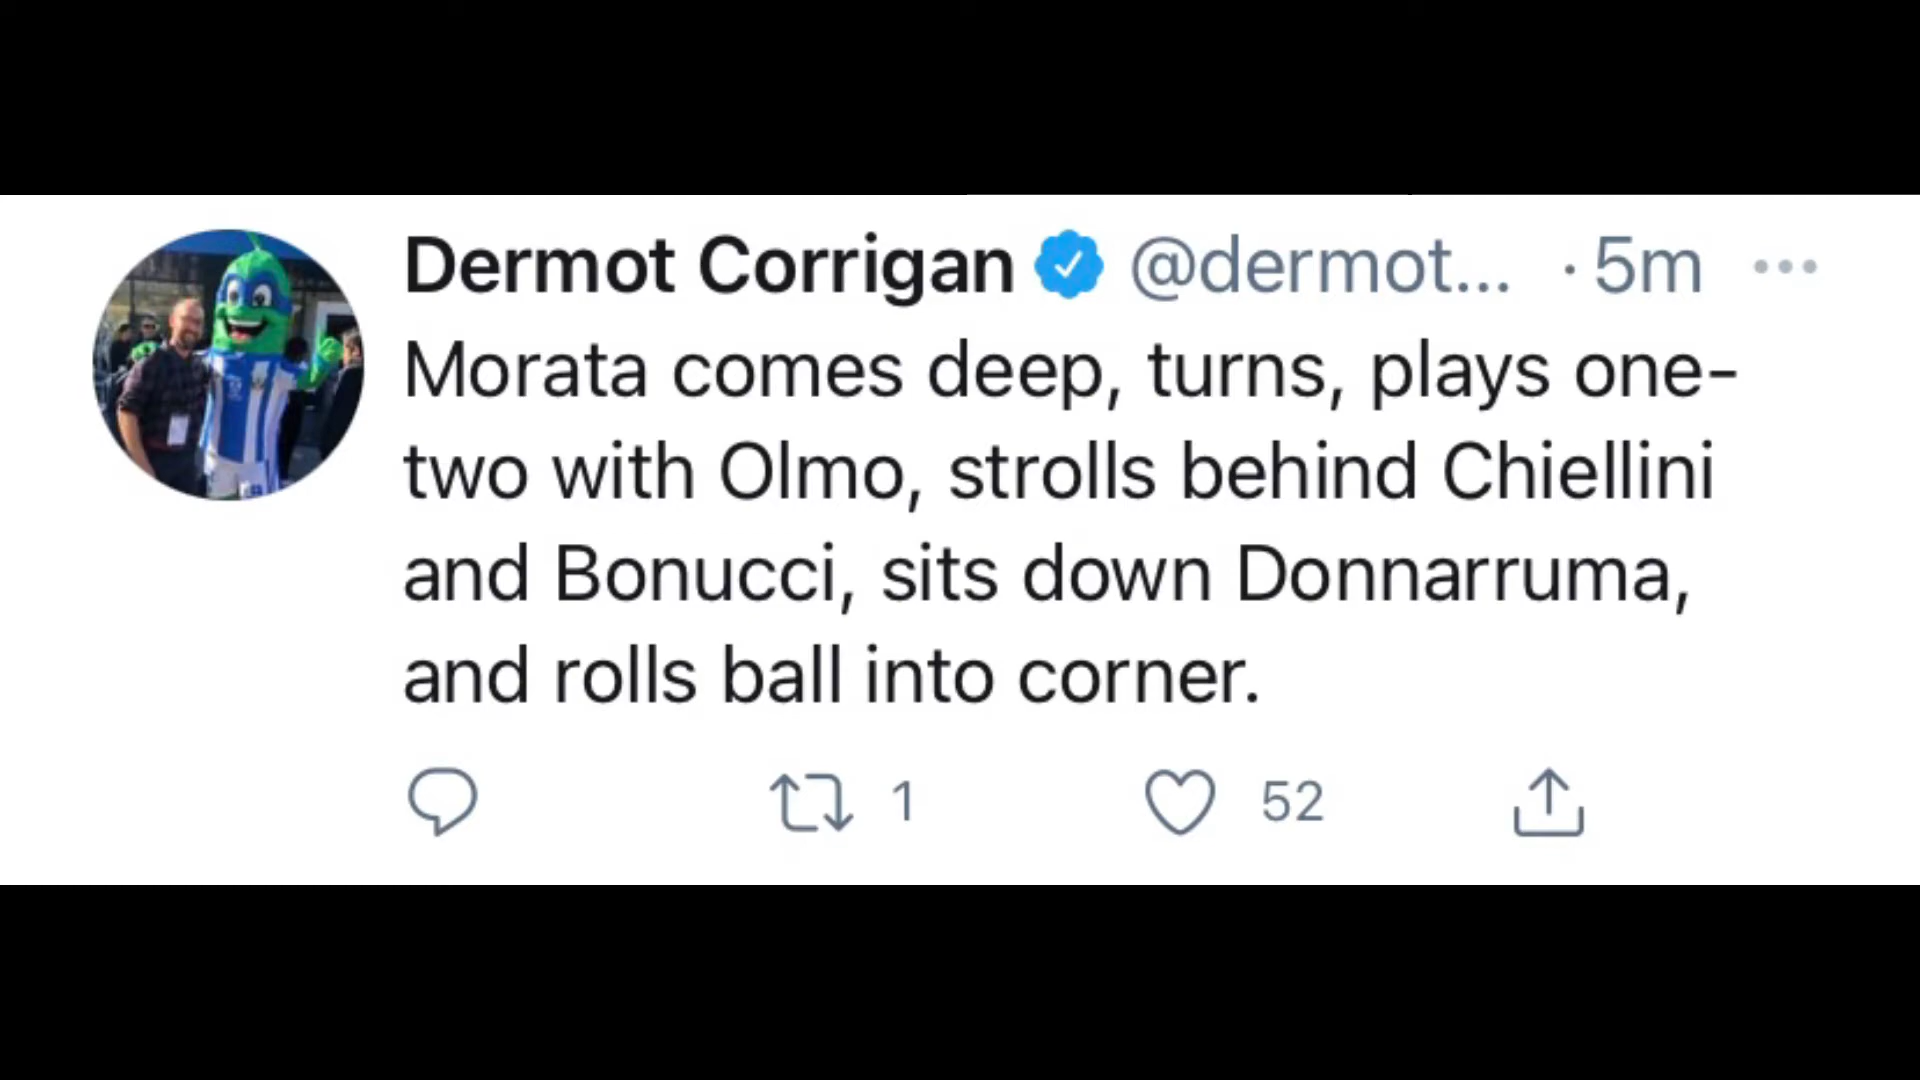 Dermot Corrigan @dermot... · 5m
Morata comes deep, turns, plays one-
two with Olmo, strolls behind Chiellini
and Bonucci, sits down Donnarruma,
and rolls ball into corner.
1 52